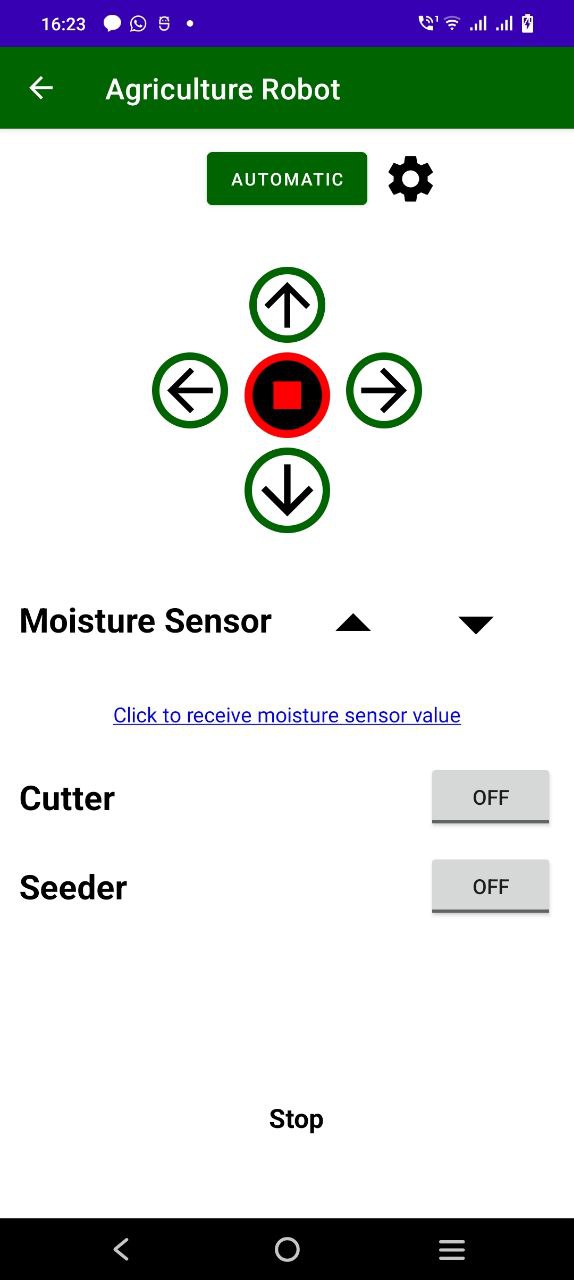 16:23
Agriculture Robot
AUTOMATIC
Moisture Sensor
Click to receive moisture sensor value
Cutter OFF
Seeder OFF
Stop